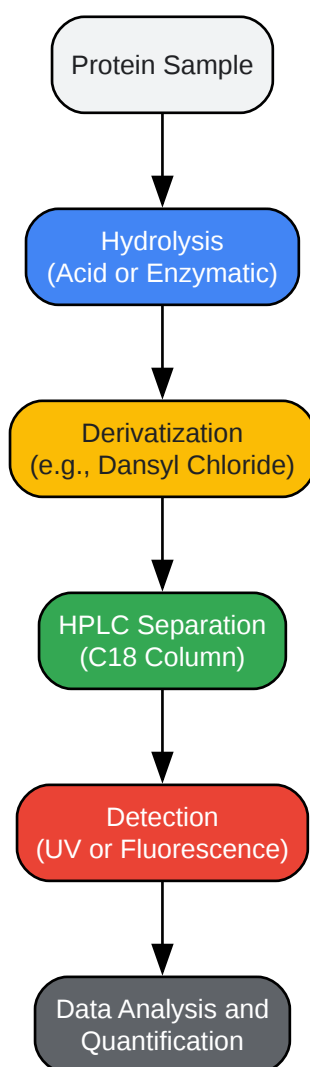 Protein Sample
Hydrolysis
(Acid or Enzymatic)
Derivatization
(e.g., Dansyl Chloride)
HPLC Separation
(C18 Column)
Detection
(UV or Fluorescence)
Data Analysis and
Quantification